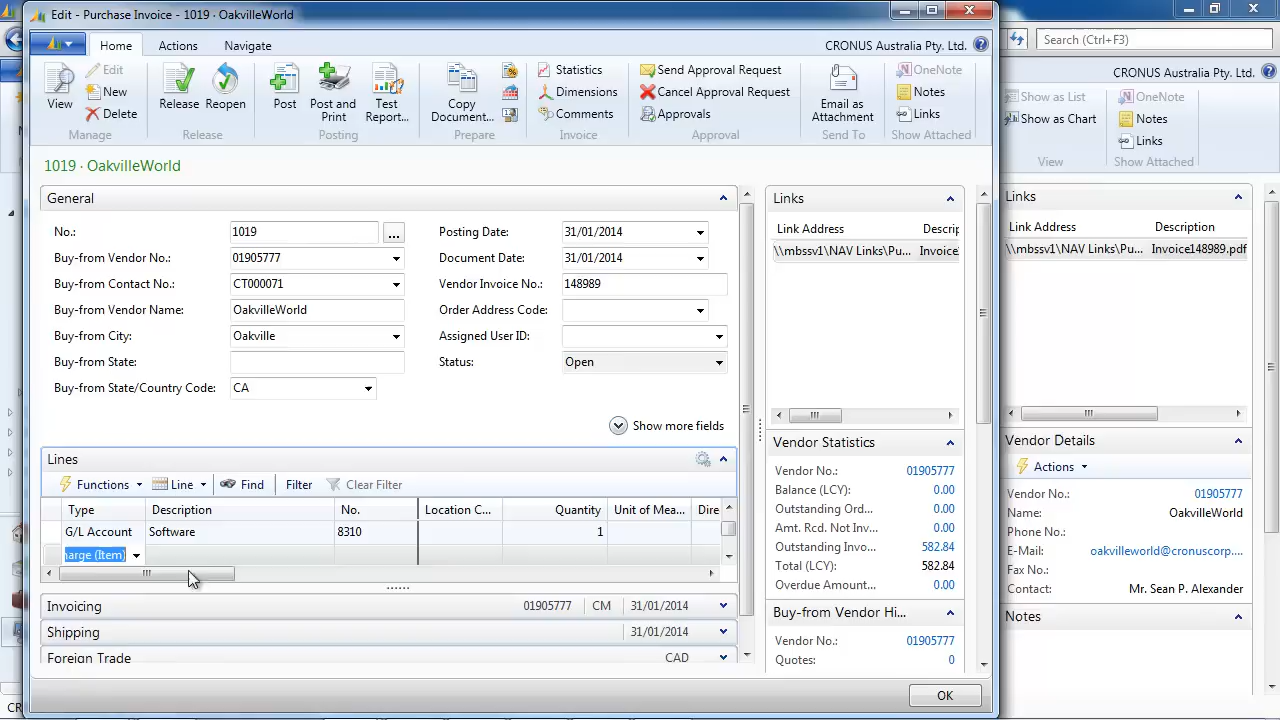 Edit - Purchase Invoice - 1019 · OakvilleWorld
Home Actions Navigate CRONUS Australia Pty. Ltd.
View Edit New Delete Manage
Release Reopen Release
Post Post and Print Test Report... Posting
Copy Document... Prepare
Statistics Dimensions Comments Invoice
Send Approval Request Cancel Approval Request Approvals Approval
Email as Attachment Send To
OneNote Notes Links Show Attached
1019 · OakvilleWorld
General
No.: 1019 ...
Buy-from Vendor No.: 01905777
Buy-from Contact No.: CT000071
Buy-from Vendor Name: OakvilleWorld
Buy-from City: Oakville
Buy-from State:
Buy-from State/Country Code: CA
Posting Date: 31/01/2014
Document Date: 31/01/2014
Vendor Invoice No.: 148989
Order Address Code:
Assigned User ID:
Status: Open
Show more fields
Lines
Functions Line Find Filter Clear Filter
Type Description No. Location C... Quantity Unit of Mea... Dire
G/L Account Software 8310 1
harge (Item)
Invoicing 01905777 CM 31/01/2014
Shipping 31/01/2014
Foreign Trade CAD
Links
Link Address Descrip
\\mbssv1\NAV Links\Pu... Invoice
Vendor Statistics
Vendor No.: 01905777
Balance (LCY): 0.00
Outstanding Ord... 0.00
Amt. Rcd. Not Inv... 0.00
Outstanding Invo... 582.84
Total (LCY): 582.84
Overdue Amount... 0.00
Buy-from Vendor Hi...
Vendor No.: 01905777
Quotes: 0
OK
Search (Ctrl+F3)
CRONUS Australia Pty. Ltd.
Show as List
Show as Chart
View
OneNote
Notes
Links
Show Attached
Links
Link Address Description
\\mbssv1\NAV Links\Pu... Invoice148989.pdf
Vendor Details
Actions
Vendor No.: 01905777
Name: OakvilleWorld
Phone No.:
E-Mail: oakvilleworld@cronuscorp....
Fax No.:
Contact: Mr. Sean P. Alexander
Notes